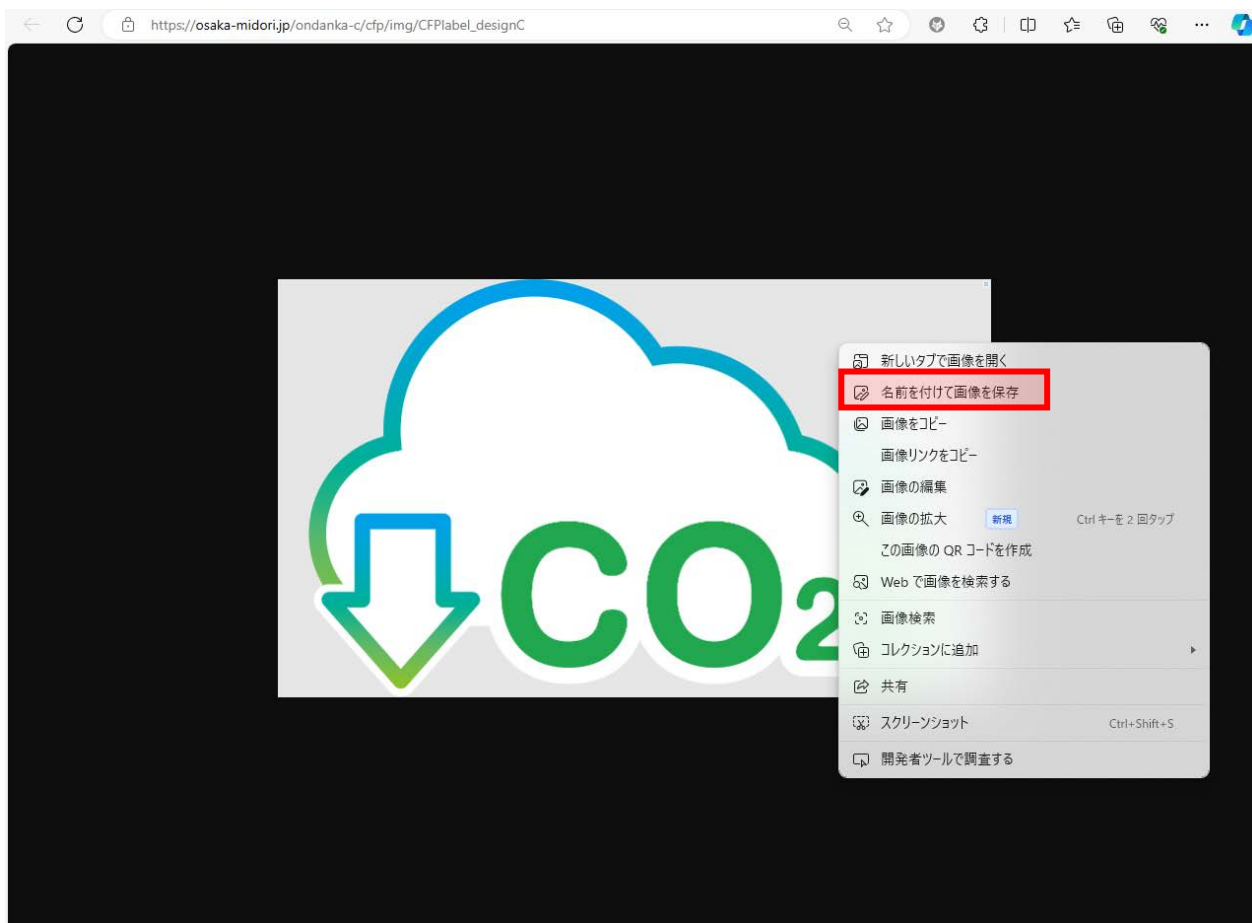 https://osaka-midori.jp/ondanka-c/cfp/img/CFPlabel_designC
新しいタブで画像を開く
名前を付けて画像を保存
画像をコピー
画像リンクをコピー
画像の編集
画像の拡大 新規 Ctrl キーを 2 回タップ
この画像の QR コードを作成
Web で画像を検索する
画像検索
コレクションに追加
共有
スクリーンショット Ctrl+Shift+S
開発者ツールで調査する
CO2